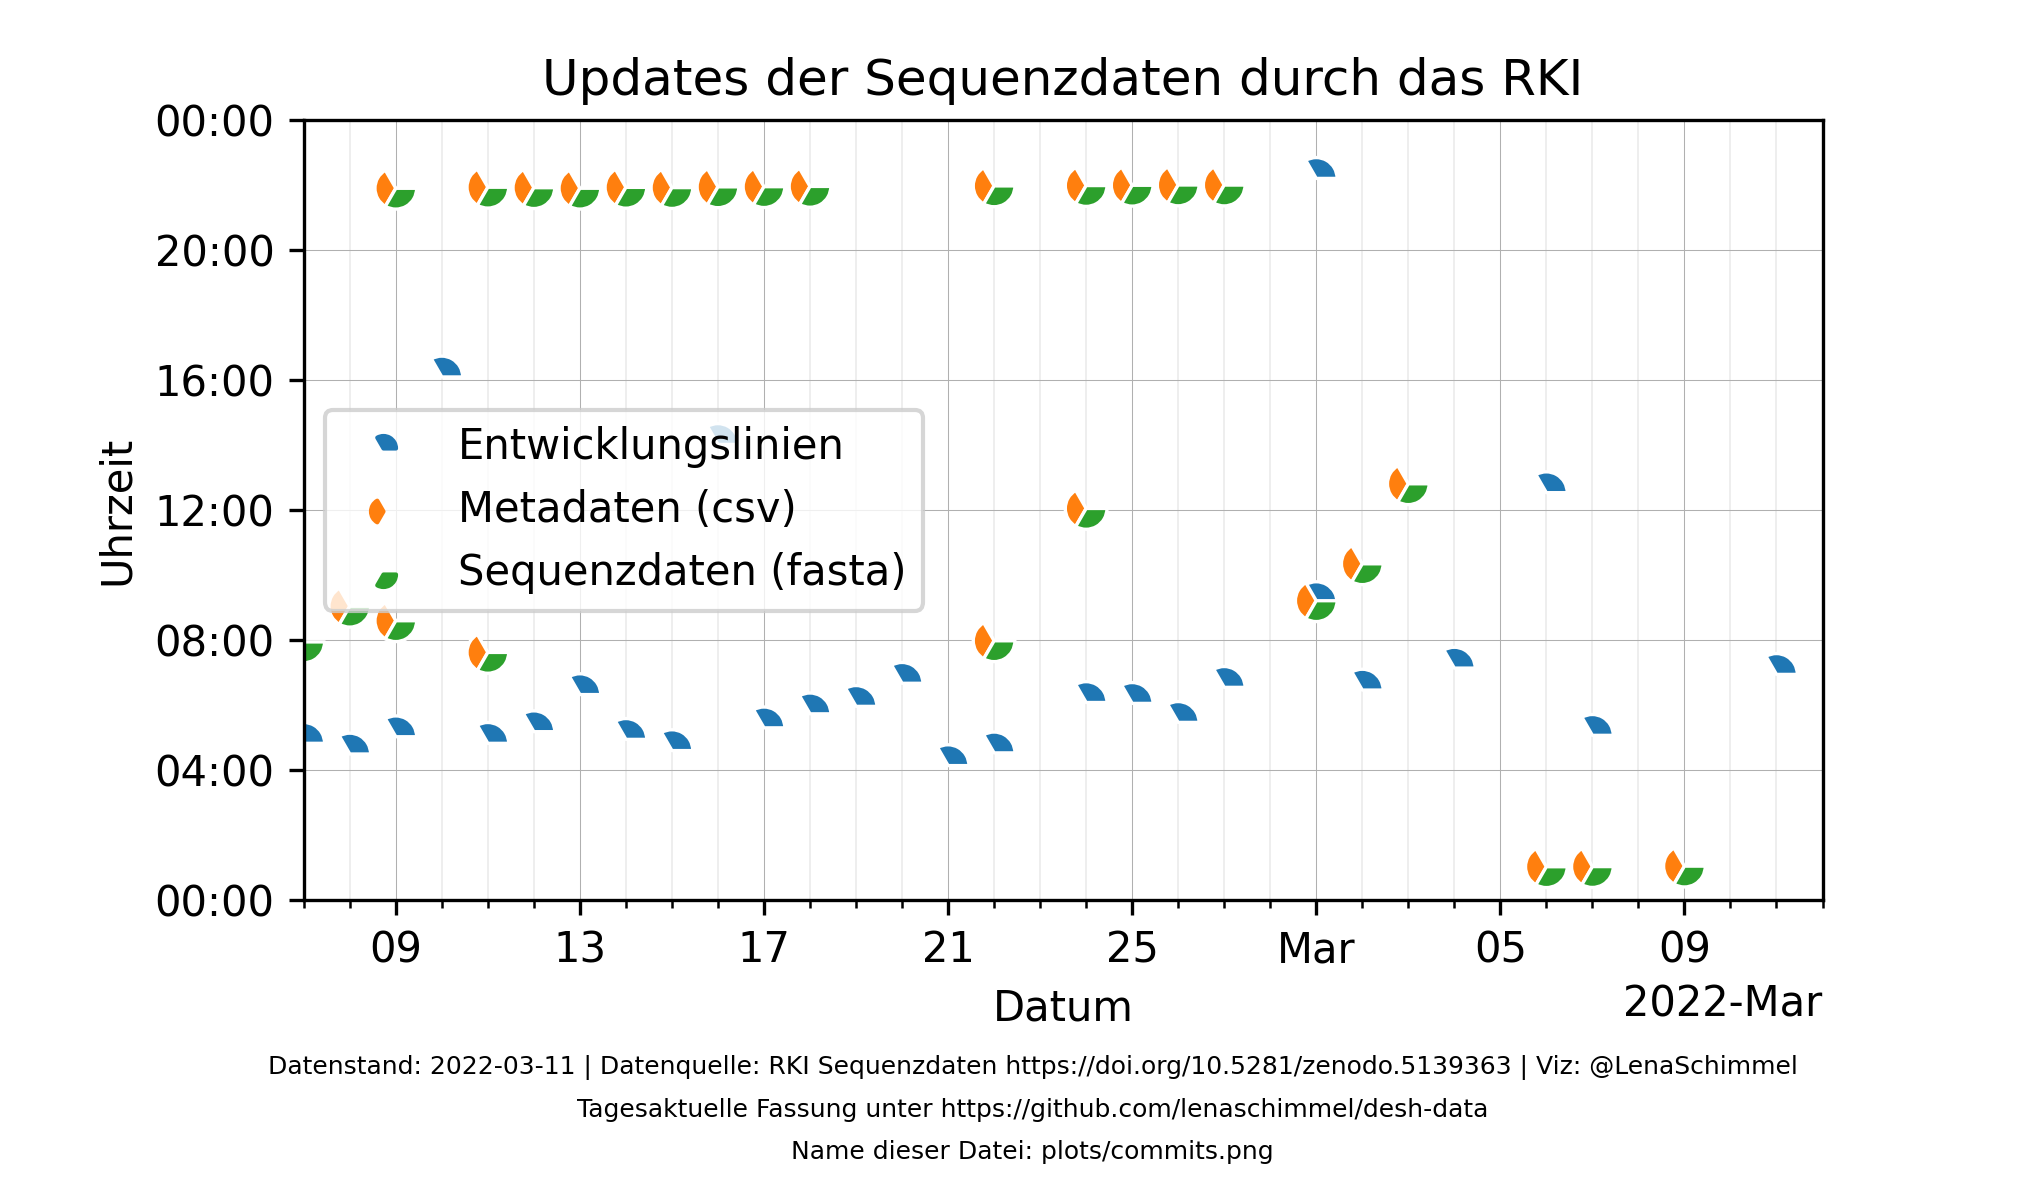 Updates der Sequenzdaten durch das RKI
00:00
20:00
16:00
12:00
08:00
04:00
00:00
Uhrzeit
Entwicklungslinien
Metadaten (csv)
Sequenzdaten (fasta)
09 13 17 21 25 Mar 05 09
Datum
2022-Mar
Datenstand: 2022-03-11 | Datenquelle: RKI Sequenzdaten https://doi.org/10.5281/zenodo.5139363 | Viz: @LenaSchimmel
Tagesaktuelle Fassung unter https://github.com/lenaschimmel/desh-data
Name dieser Datei: plots/commits.png